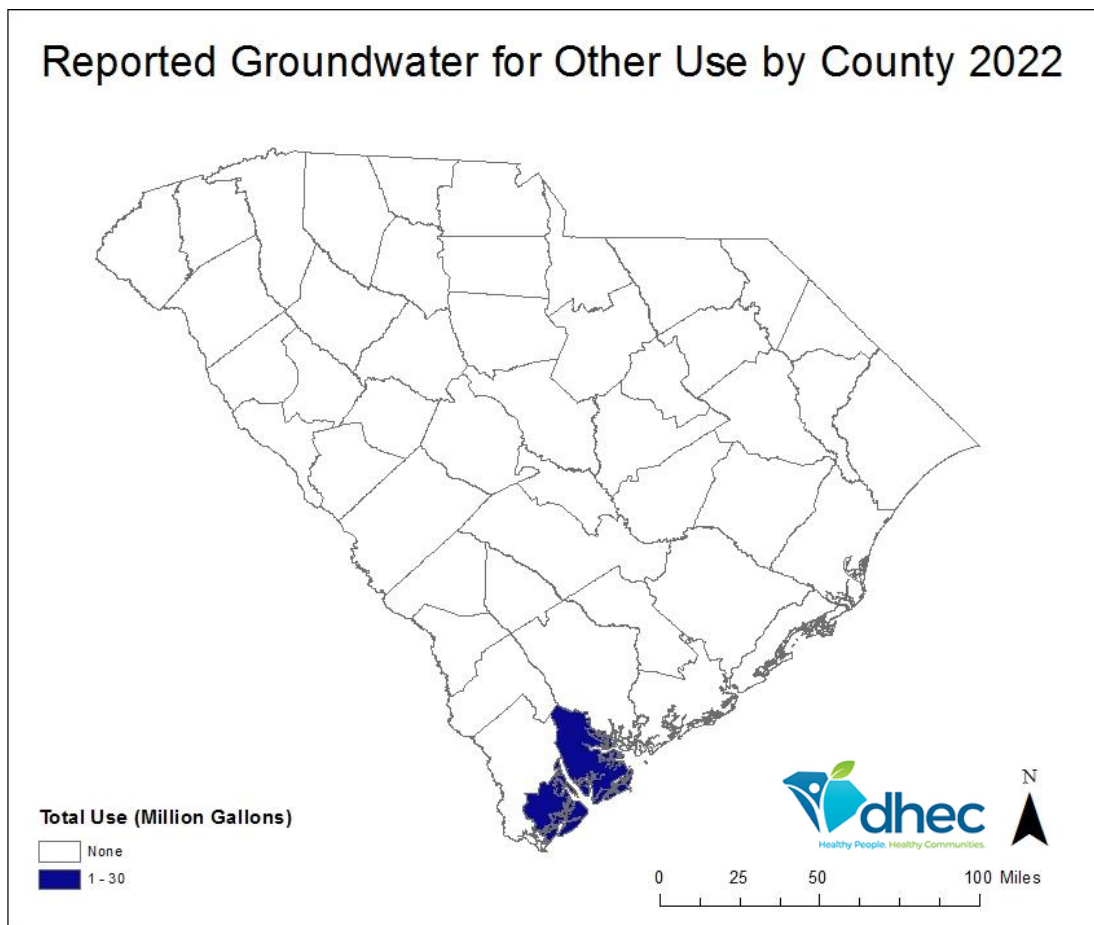 Reported Groundwater for Other Use by County 2022
Total Use (Million Gallons)
None
1 - 30
dhec
Healthy People. Healthy Communities.
N
0 25 50 100 Miles